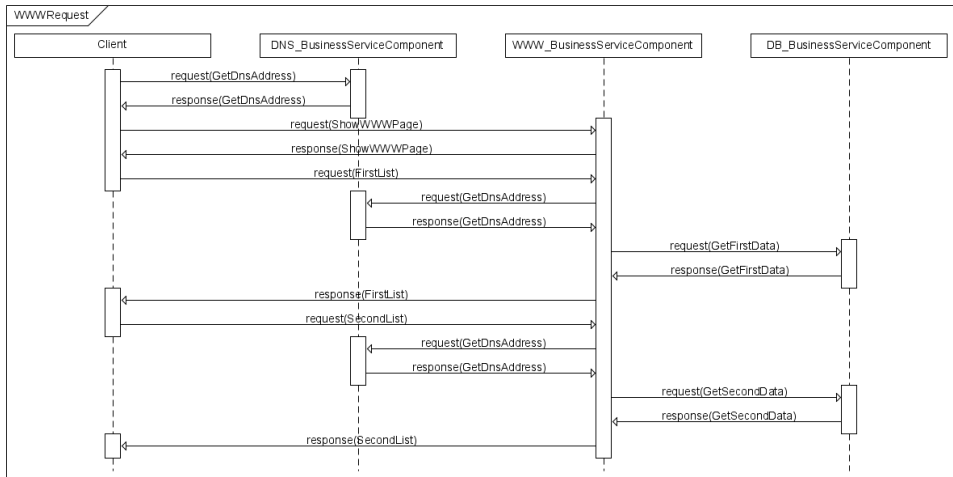 WWWRequest
Client
DNS_BusinessServiceComponent
WWW_BusinessServiceComponent
DB_BusinessServiceComponent
request(GetDnsAddress)
response(GetDnsAddress)
request(ShowWWWPage)
response(ShowWWWPage)
request(FirstList)
request(GetDnsAddress)
response(GetDnsAddress)
request(GetFirstData)
response(GetFirstData)
response(FirstList)
request(SecondList)
request(GetDnsAddress)
response(GetDnsAddress)
request(GetSecondData)
response(GetSecondData)
response(SecondList)